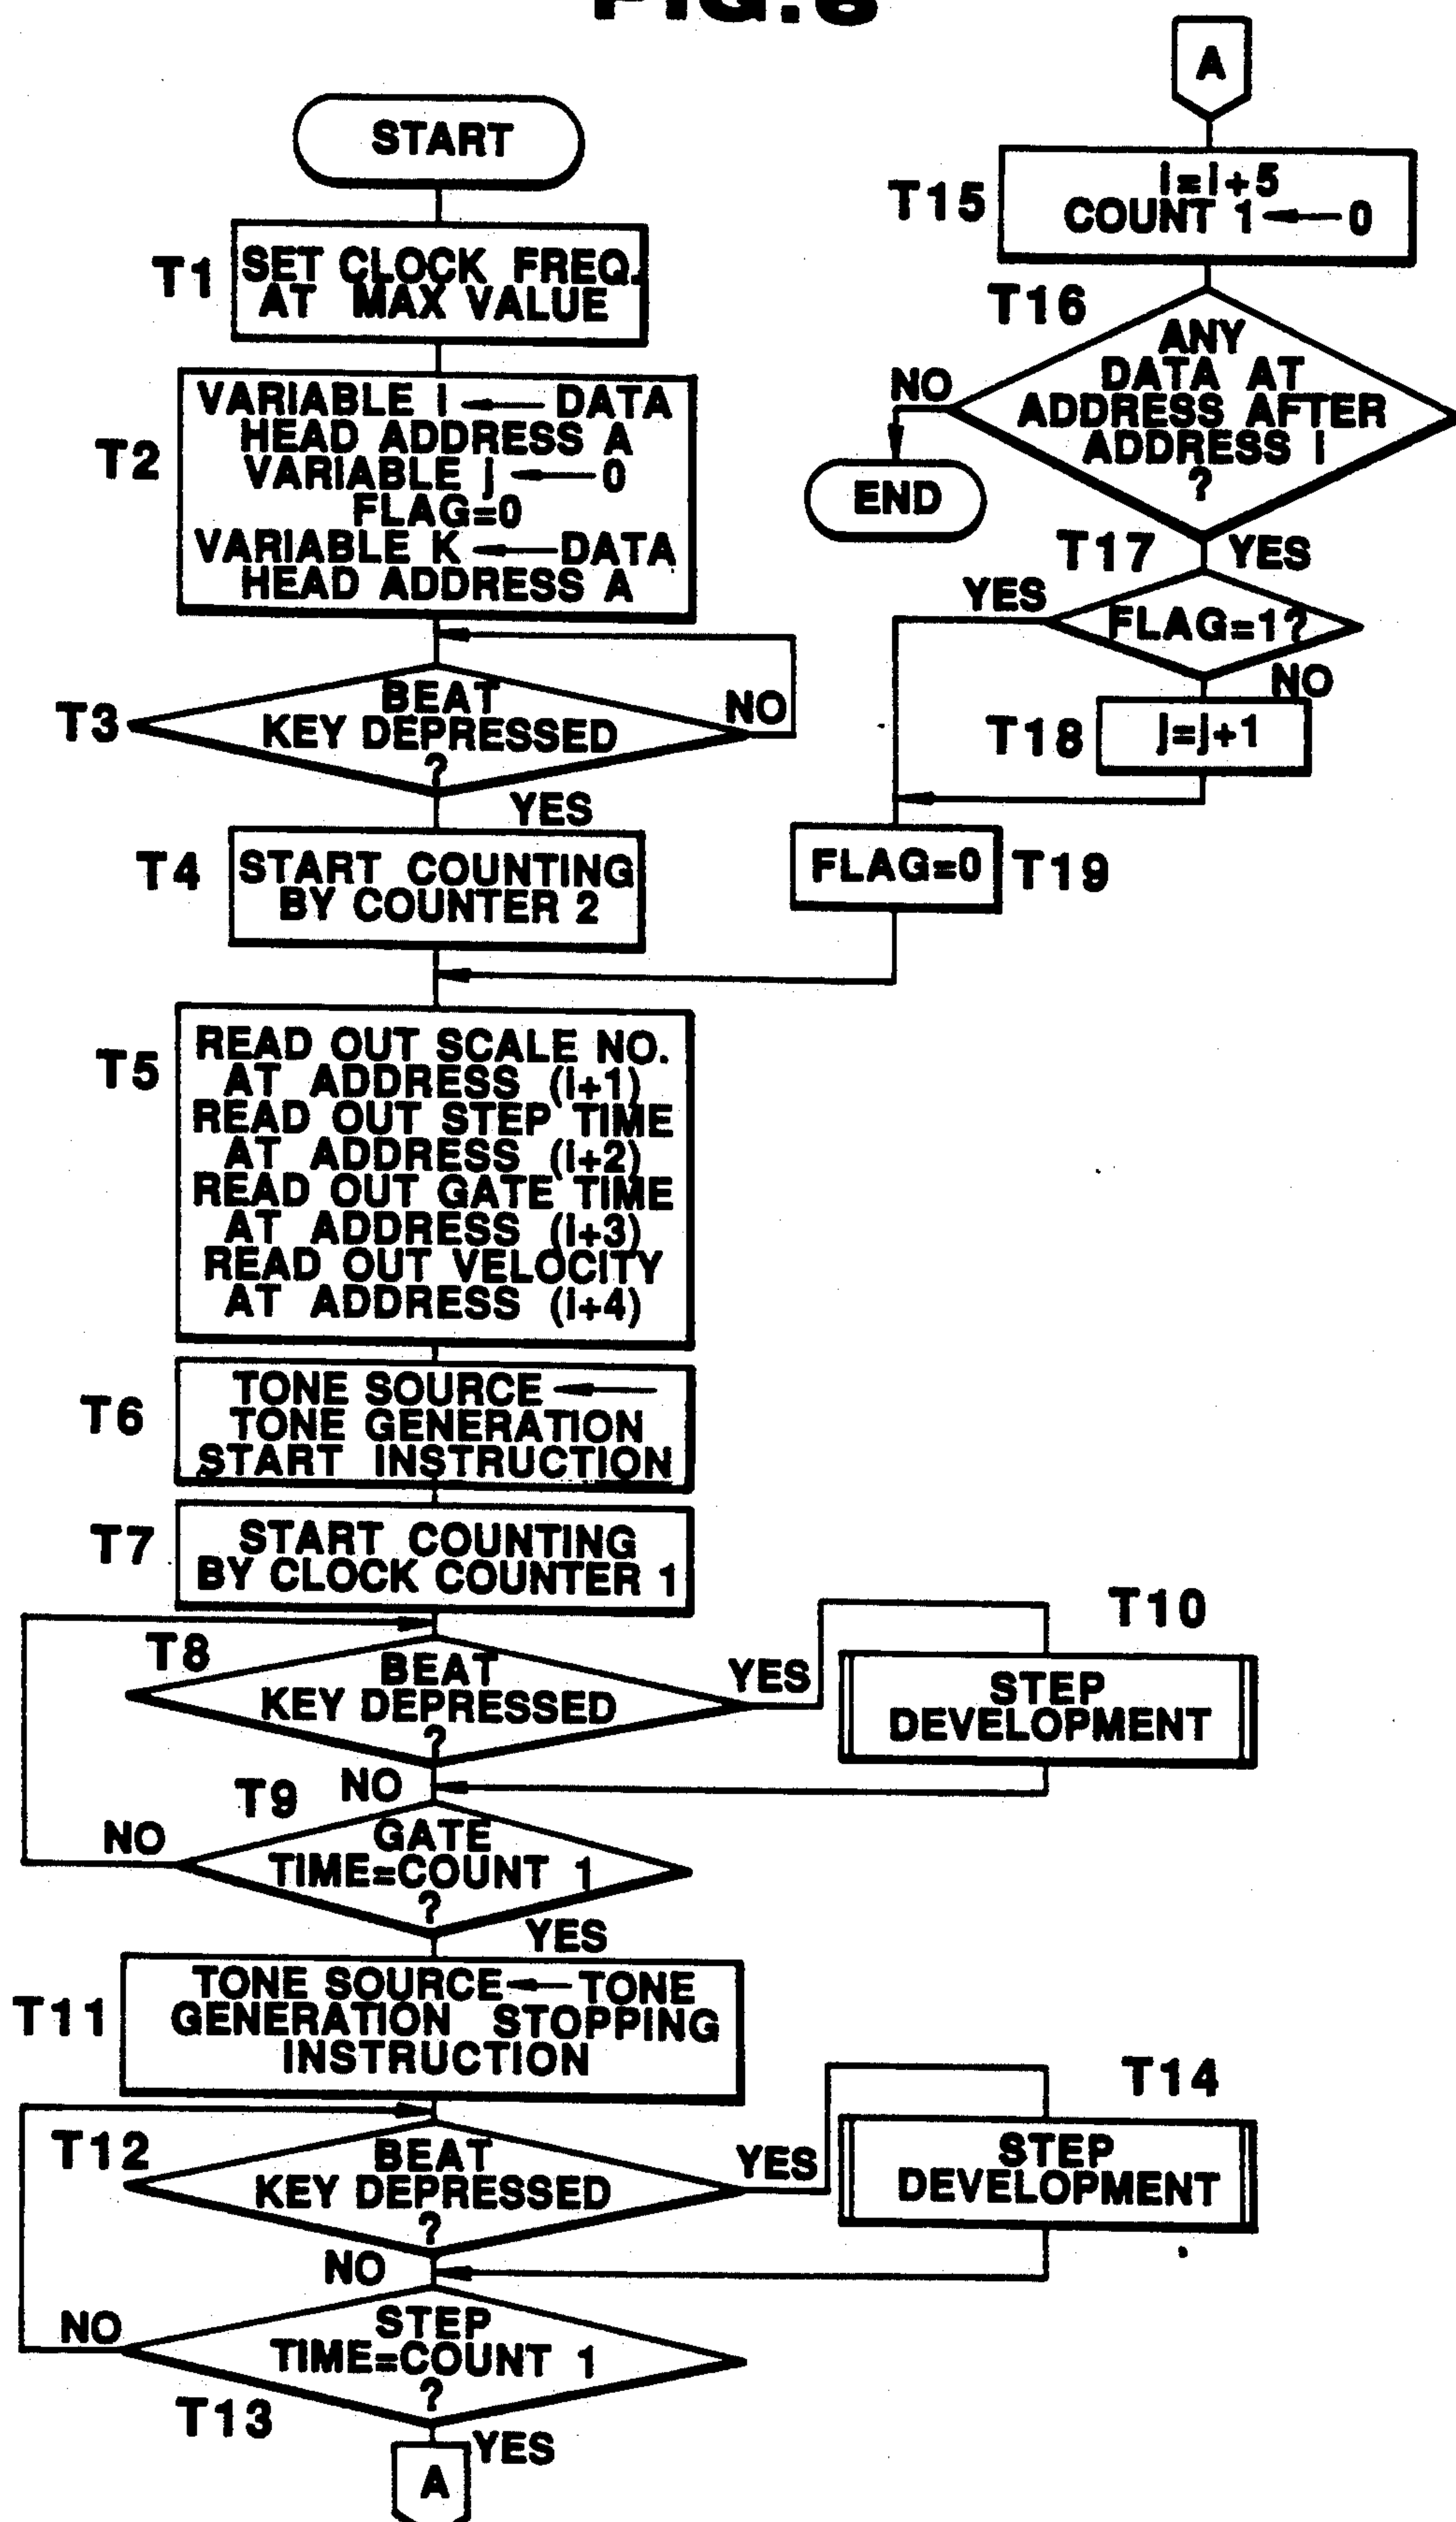 START
T1
SET CLOCK FREQ.
AT MAX VALUE
T2
VARIABLE i ← DATA
HEAD ADDRESS A
VARIABLE j ← 0
FLAG=0
VARIABLE K ← DATA
HEAD ADDRESS A
T3
BEAT
KEY DEPRESSED
?
NO
YES
T4
START COUNTING
BY COUNTER 2
T5
READ OUT SCALE NO.
AT ADDRESS (i+1)
READ OUT STEP TIME
AT ADDRESS (i+2)
READ OUT GATE TIME
AT ADDRESS (i+3)
READ OUT VELOCITY
AT ADDRESS (i+4)
T6
TONE SOURCE ←
TONE GENERATION
START INSTRUCTION
T7
START COUNTING
BY CLOCK COUNTER 1
T8
BEAT
KEY DEPRESSED
?
YES
NO
T10
STEP
DEVELOPMENT
T9
GATE
TIME=COUNT 1
?
NO
YES
T11
TONE SOURCE ← TONE
GENERATION STOPPING
INSTRUCTION
T12
BEAT
KEY DEPRESSED
?
YES
NO
T14
STEP
DEVELOPMENT
STEP
TIME=COUNT 1
?
NO
T13
YES
A
A
T15
i=i+5
COUNT 1 ← 0
T16
ANY
DATA AT
ADDRESS AFTER
ADDRESS i
?
NO
END
YES
T17
FLAG=1?
YES
NO
T18
j=j+1
FLAG=0
T19